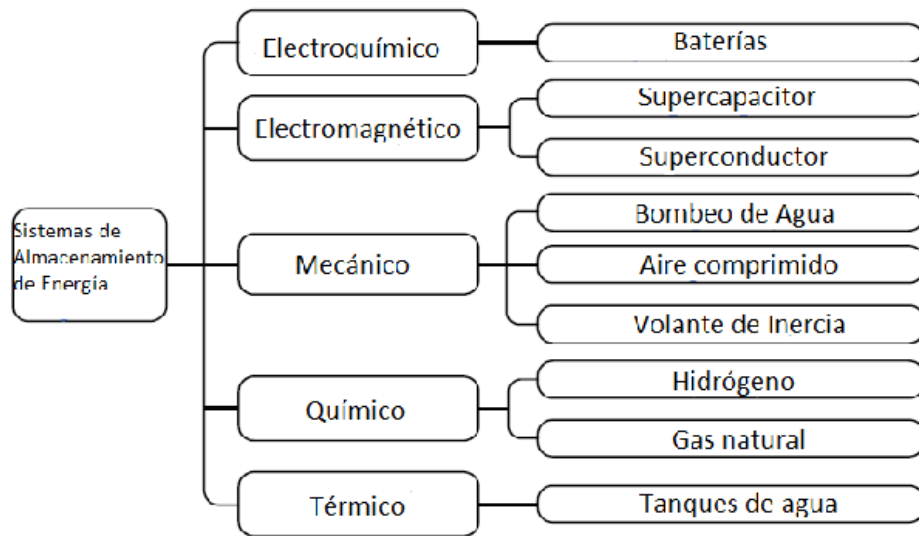 Electroquímico
Baterías
Electromagnético
Supercapacitor
Superconductor
Sistemas de
Almacenamiento
de Energía
Mecánico
Bombeo de Agua
Aire comprimido
Volante de Inercia
Químico
Hidrógeno
Gas natural
Térmico
Tanques de agua